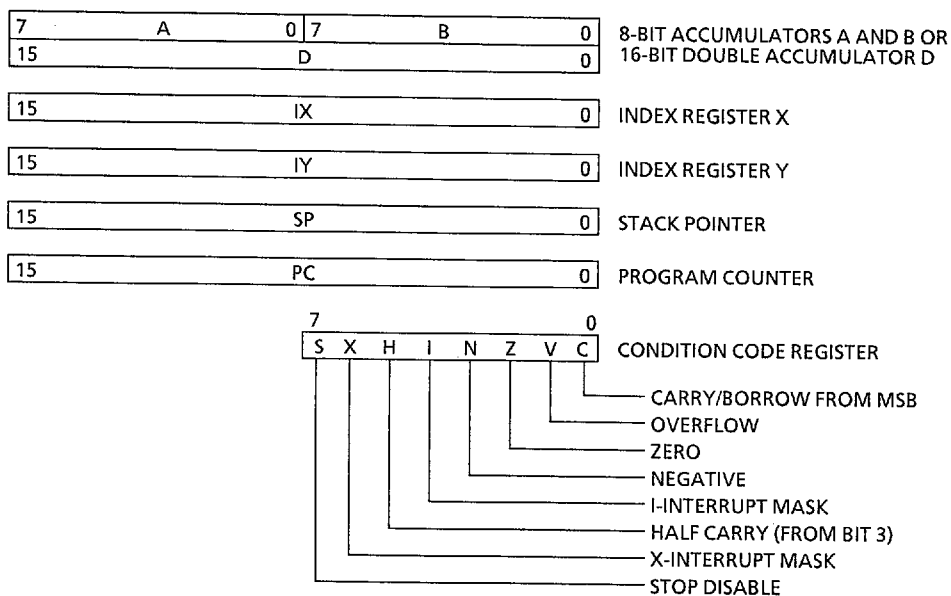 7 A 0 7 B 0 8-BIT ACCUMULATORS A AND B OR
15 D 0 16-BIT DOUBLE ACCUMULATOR D
15 IX 0 INDEX REGISTER X
15 IY 0 INDEX REGISTER Y
15 SP 0 STACK POINTER
15 PC 0 PROGRAM COUNTER
7 0
S X H I N Z V C CONDITION CODE REGISTER
CARRY/BORROW FROM MSB
OVERFLOW
ZERO
NEGATIVE
I-INTERRUPT MASK
HALF CARRY (FROM BIT 3)
X-INTERRUPT MASK
STOP DISABLE